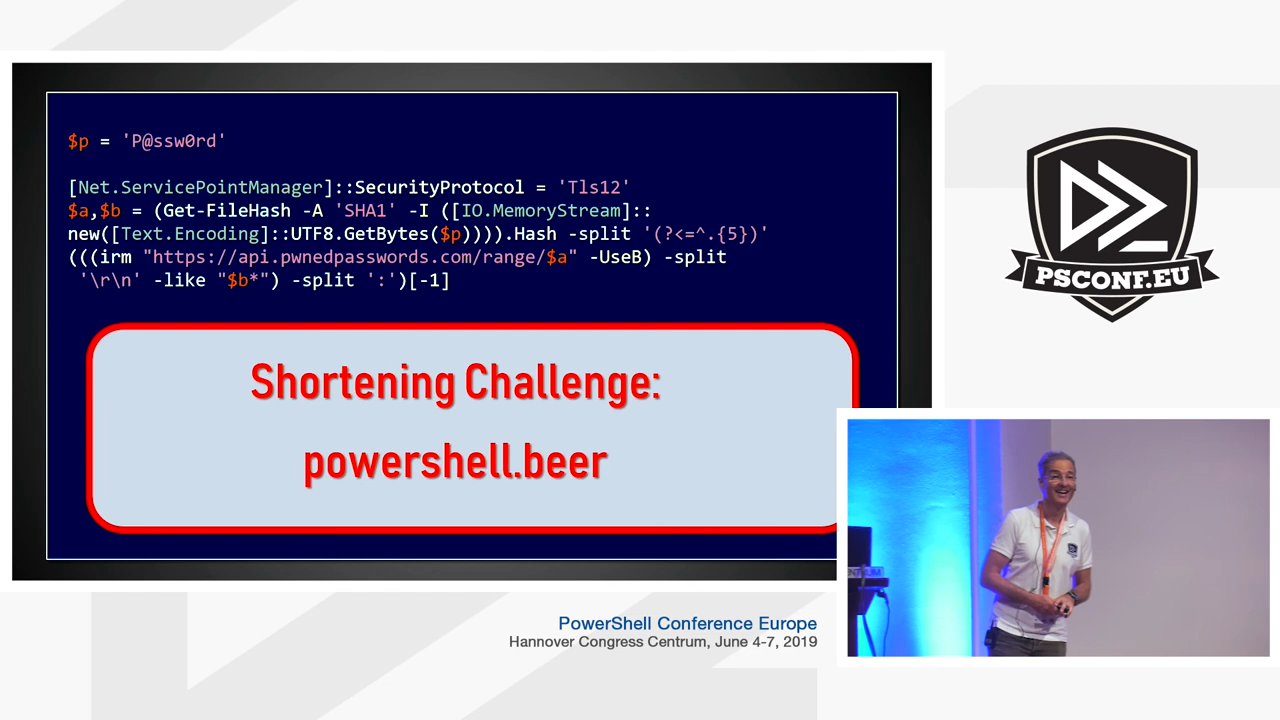 $p = 'P@ssw0rd'
[Net.ServicePointManager]::SecurityProtocol = 'Tls12'
$a,$b = (Get-FileHash -A 'SHA1' -I ([IO.MemoryStream]::
new([Text.Encoding]::UTF8.GetBytes($p)))).Hash -split '(?<=^.{5})'
(((irm "https://api.pwnedpasswords.com/range/$a" -UseB) -split
'\r\n' -like "$b*") -split ':')[-1]
Shortening Challenge:
powershell.beer
PSCONF.EU
PowerShell Conference Europe
Hannover Congress Centrum, June 4-7, 2019